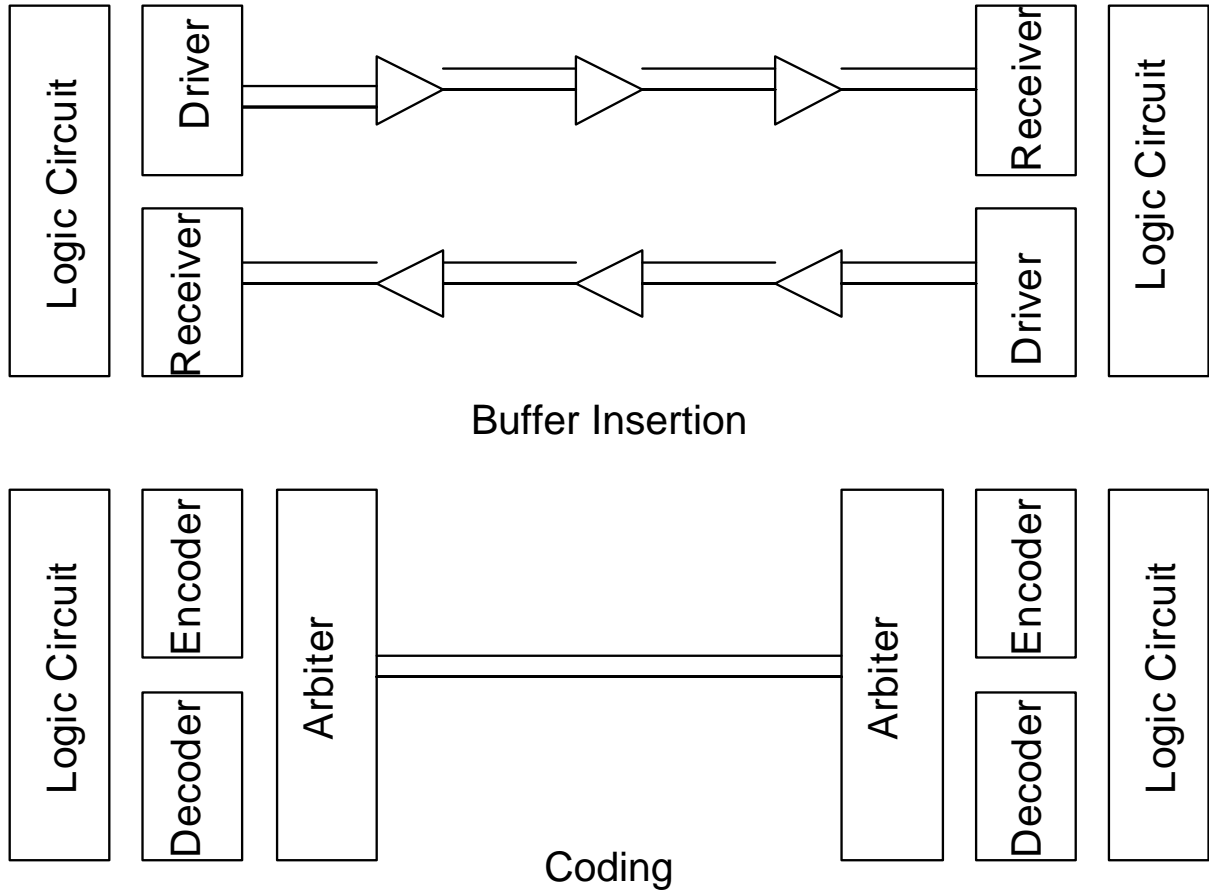 Logic Circuit
Driver
Receiver
Receiver
Driver
Logic Circuit
Buffer Insertion
Logic Circuit
Encoder
Decoder
Arbiter
Arbiter
Encoder
Decoder
Logic Circuit
Coding